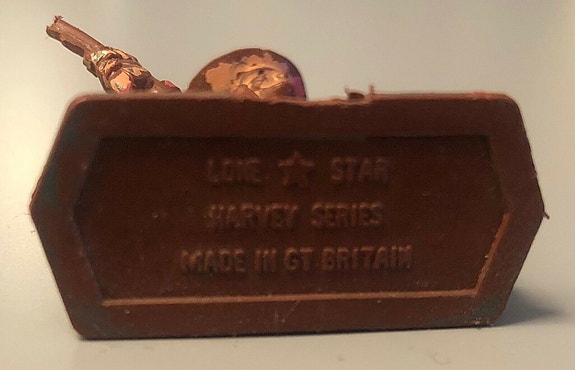 LONE ★ STAR
HARVEY SERIES
MADE IN GT BRITAIN